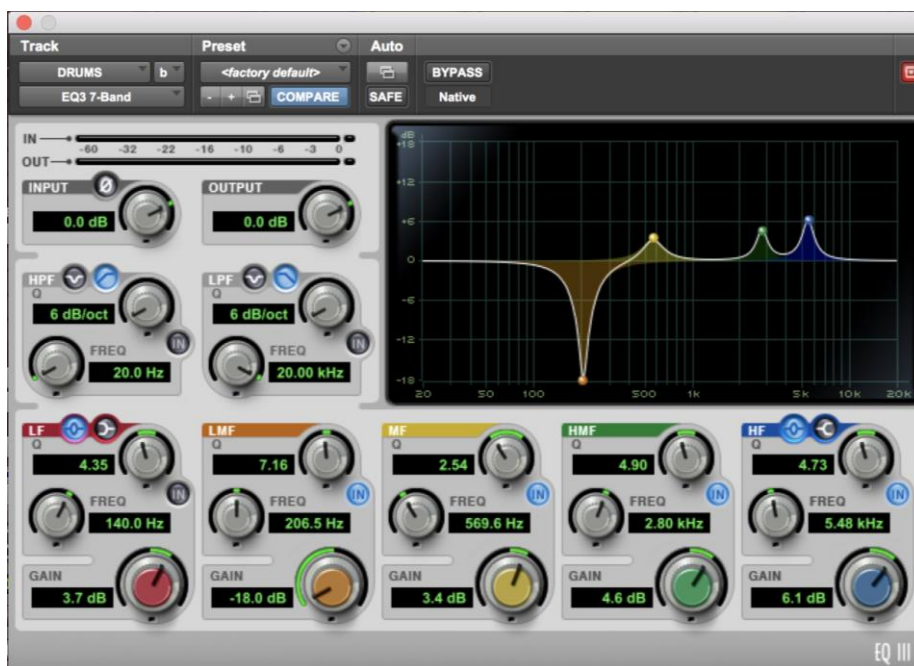 Track Preset Auto
DRUMS b <factory default> BYPASS
EQ3 7-Band - + COMPARE SAFE Native
IN
-60 -32 -22 -16 -10 -6 -3 0
OUT
INPUT Ø OUTPUT
0.0 dB 0.0 dB
HPF LPF
Q Q
6 dB/oct 6 dB/oct
IN IN
FREQ FREQ
20.0 Hz 20.00 kHz
dB
+18
+12
+6
0
-6
-12
-18
20 50 100 500 1k 5k 10k 20k
LF LMF MF HMF HF
Q Q Q Q Q
4.35 7.16 2.54 4.90 4.73
IN IN IN IN IN
FREQ FREQ FREQ FREQ FREQ
140.0 Hz 206.5 Hz 569.6 Hz 2.80 kHz 5.48 kHz
GAIN GAIN GAIN GAIN GAIN
3.7 dB -18.0 dB 3.4 dB 4.6 dB 6.1 dB
EQ III